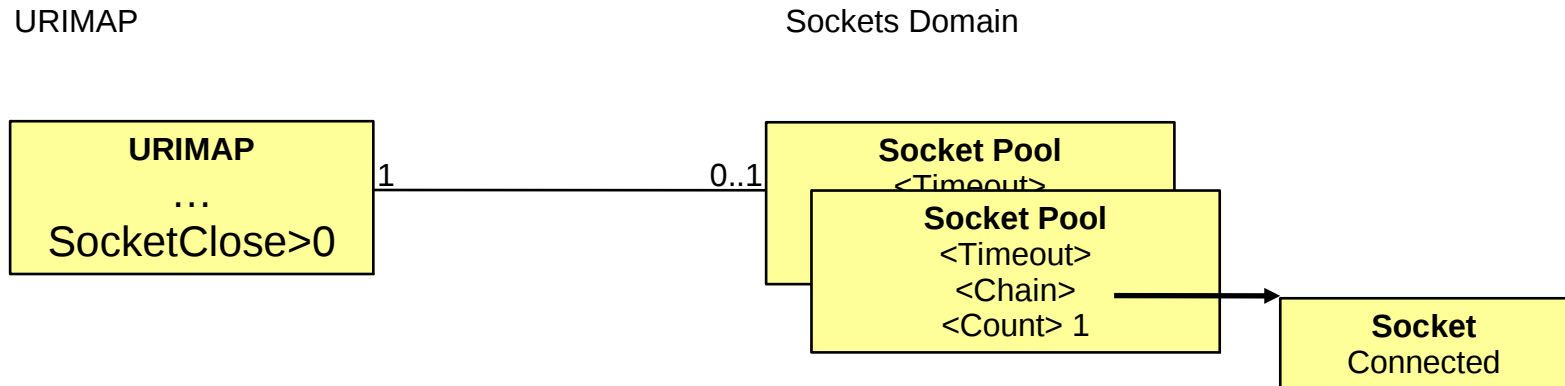 URIMAP
Sockets Domain
URIMAP
...
SocketClose>0
1
0..1
Socket Pool
<Timeout>
Socket Pool
<Timeout>
<Chain>
<Count> 1
Socket
Connected